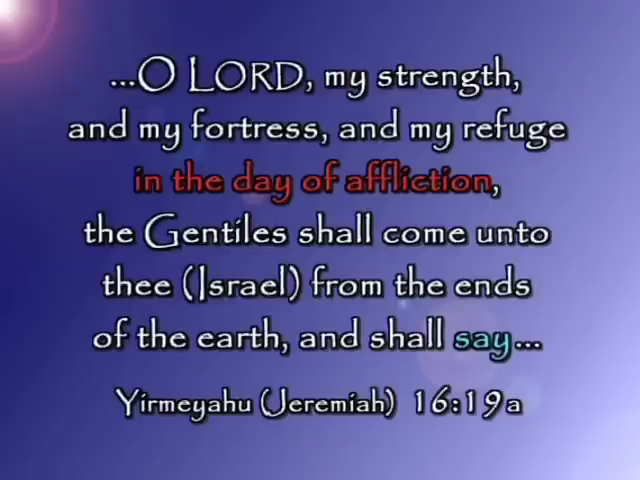 ...O LORD, my strength,
and my fortress, and my refuge
in the day of affliction,
the Gentiles shall come unto
thee (Israel) from the ends
of the earth, and shall say...
Yirmeyahu (Jeremiah) 16:19a